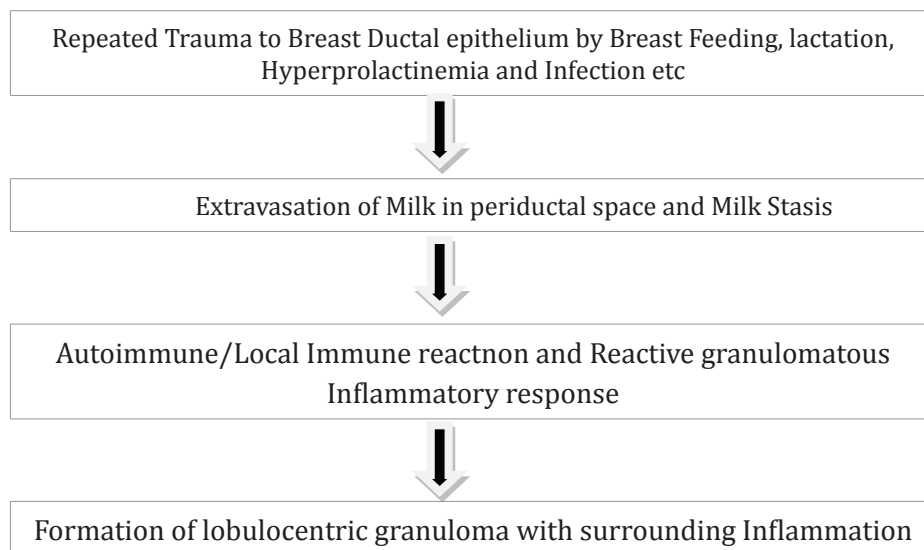 Repeated Trauma to Breast Ductal epithelium by Breast Feeding, lactation,
Hyperprolactinemia and Infection etc
Extravasation of Milk in periductal space and Milk Stasis
Autoimmune/Local Immune reactnon and Reactive granulomatous
Inflammatory response
Formation of lobulocentric granuloma with surrounding Inflammation